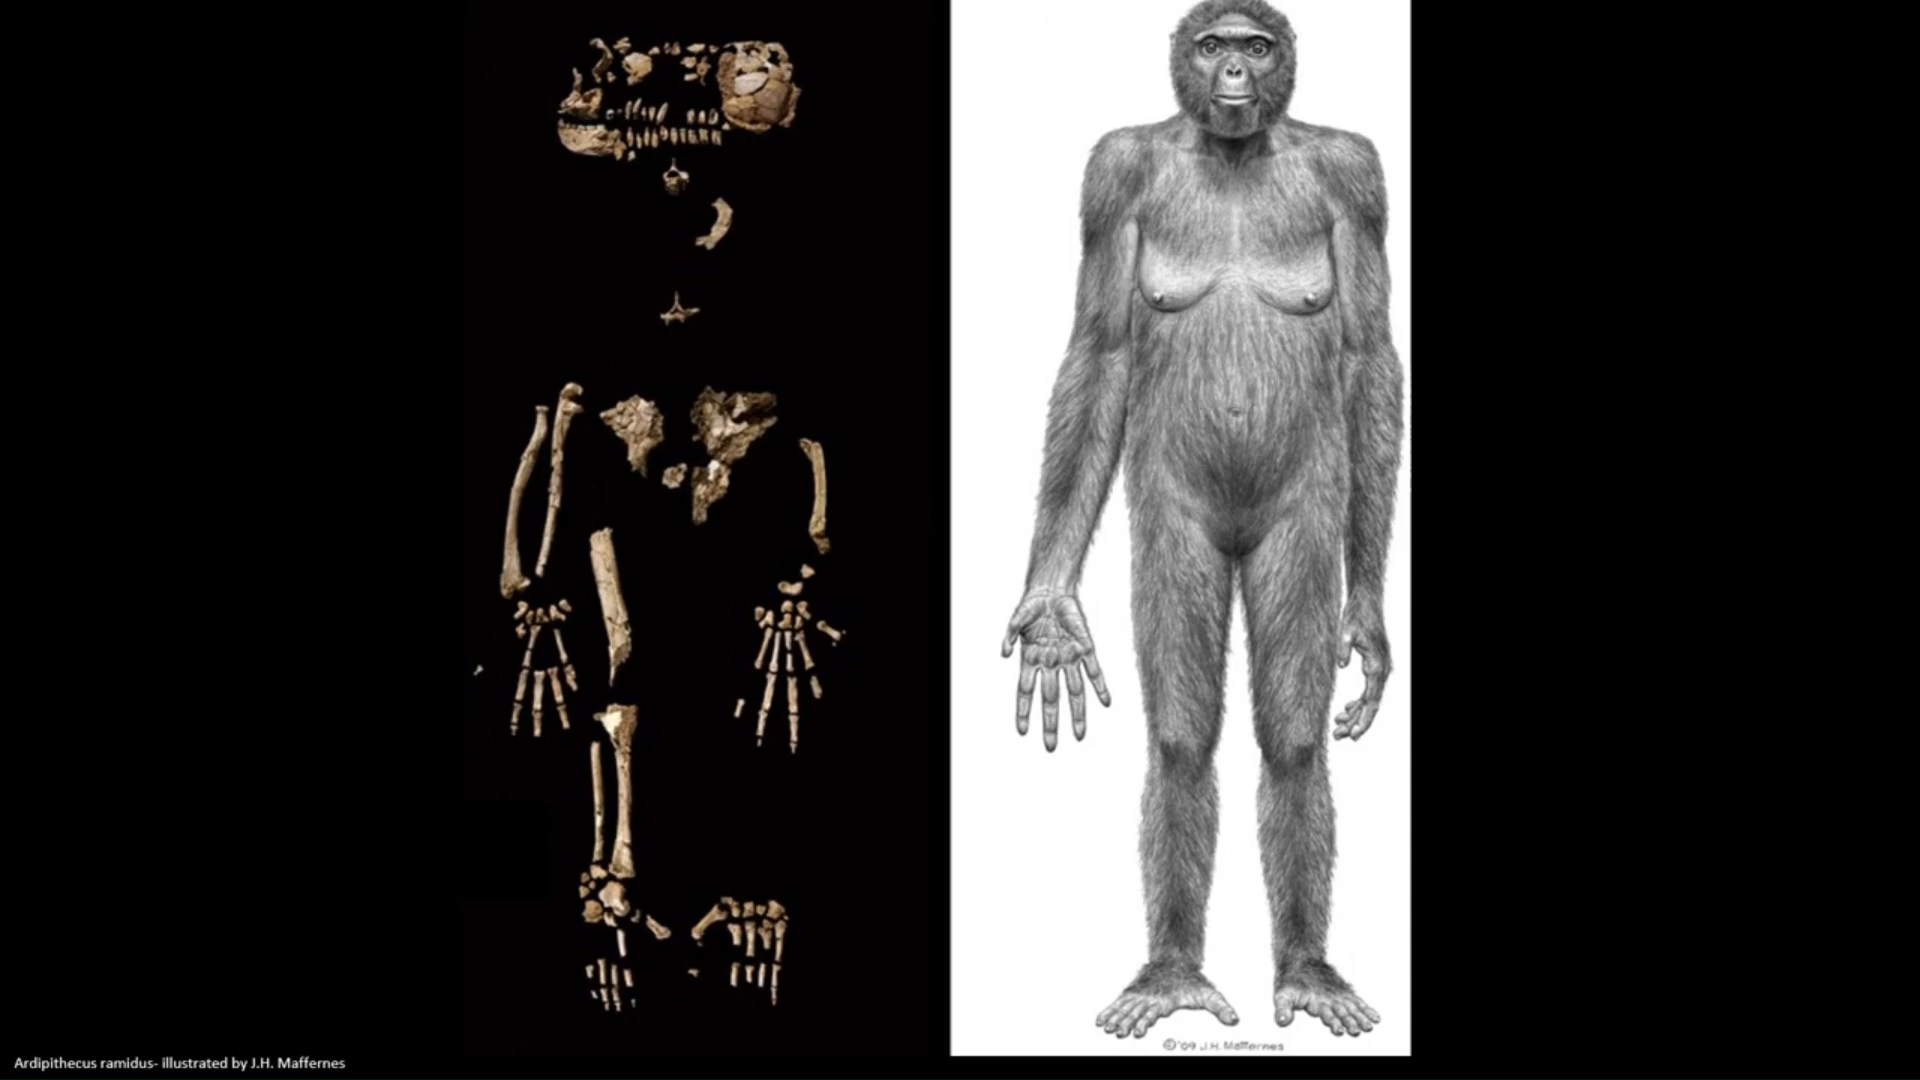 ©'09 J.H. Matternes
Ardipithecus ramidus- illustrated by J.H. Maffernes